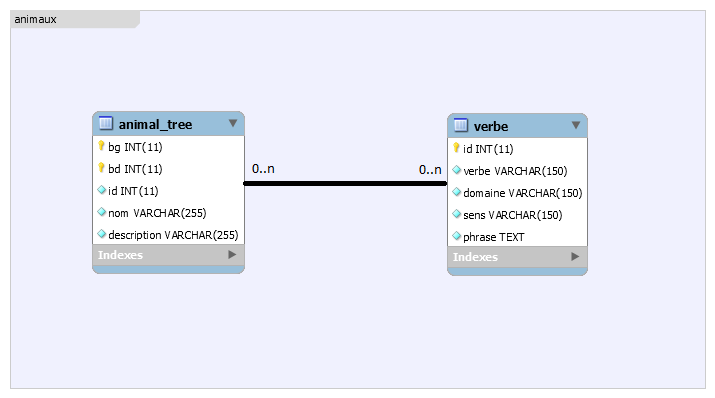 animaux
animal_tree
bg INT(11)
bd INT(11)
id INT(11)
nom VARCHAR(255)
description VARCHAR(255)
Indexes
0..n
0..n
verbe
id INT(11)
verbe VARCHAR(150)
domaine VARCHAR(150)
sens VARCHAR(150)
phrase TEXT
Indexes